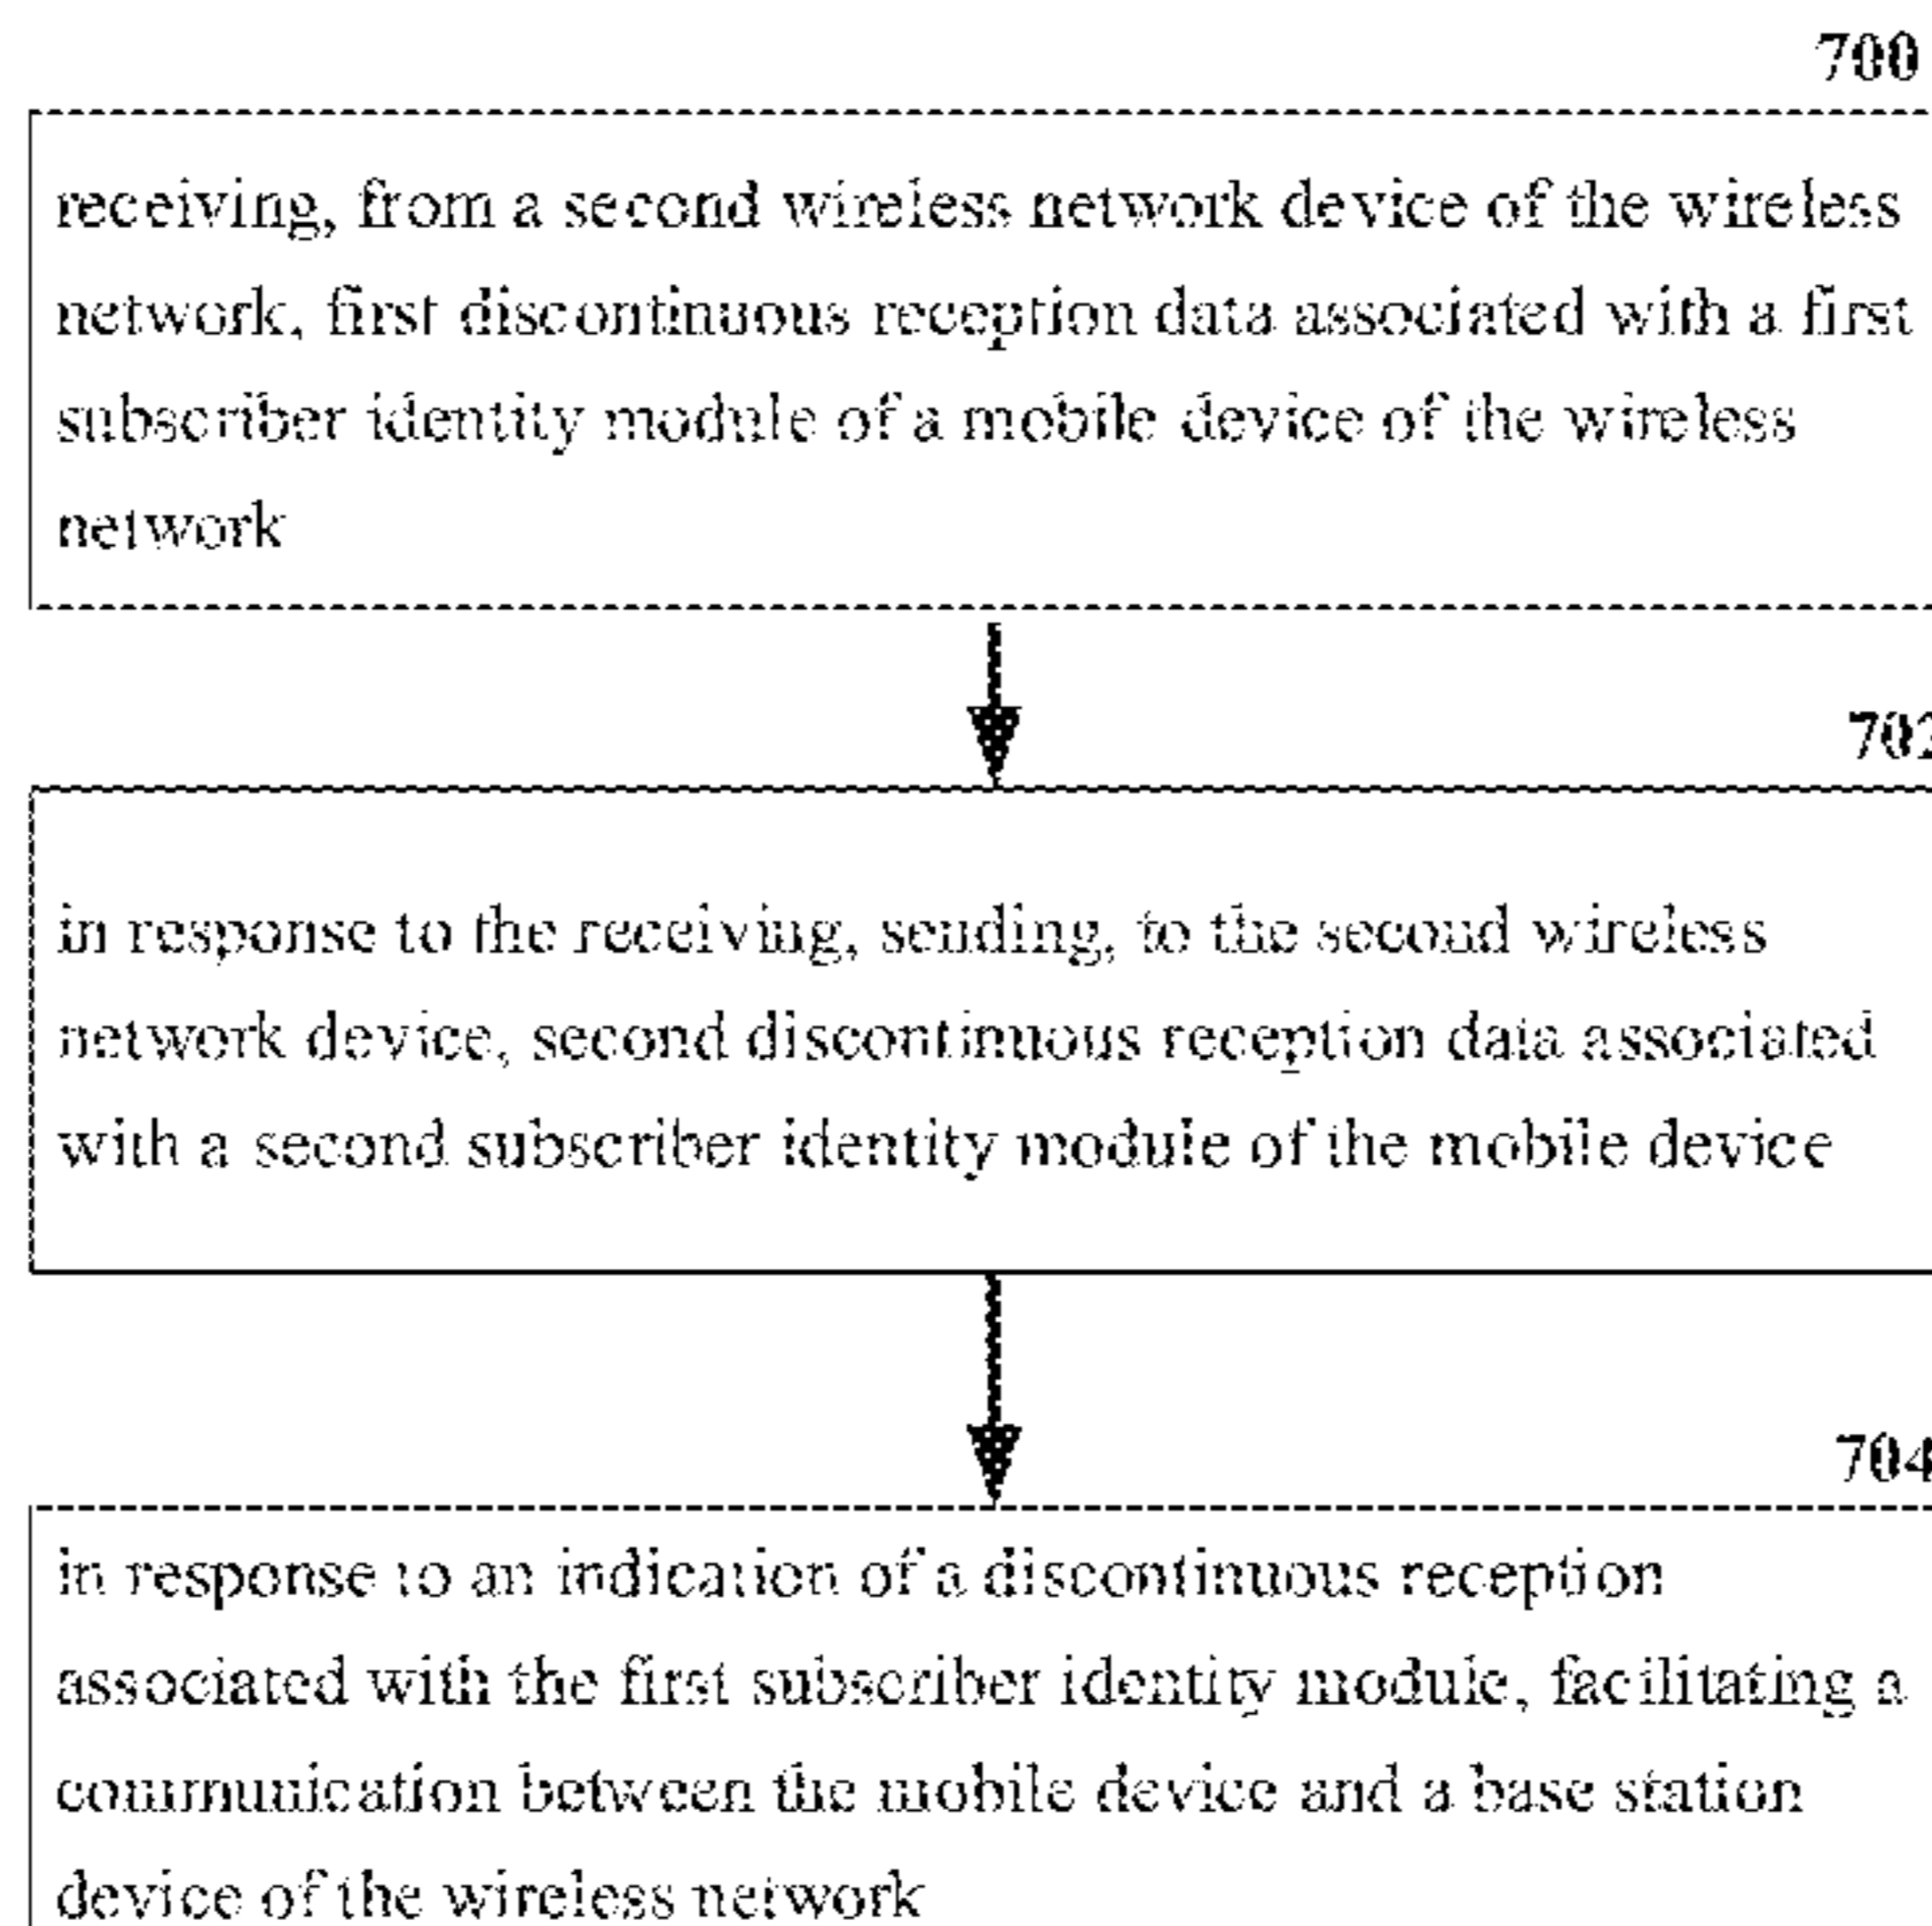 700
receiving, from a second wireless network device of the wireless
network, first discontinuous reception data associated with a first
subscriber identity module of a mobile device of the wireless
network
702
in response to the receiving, sending, to the second wireless
network device, second discontinuous reception data associated
with a second subscriber identity module of the mobile device
704
in response to an indication of a discontinuous reception
associated with the first subscriber identity module, facilitating a
communication between the mobile device and a base station
device of the wireless network